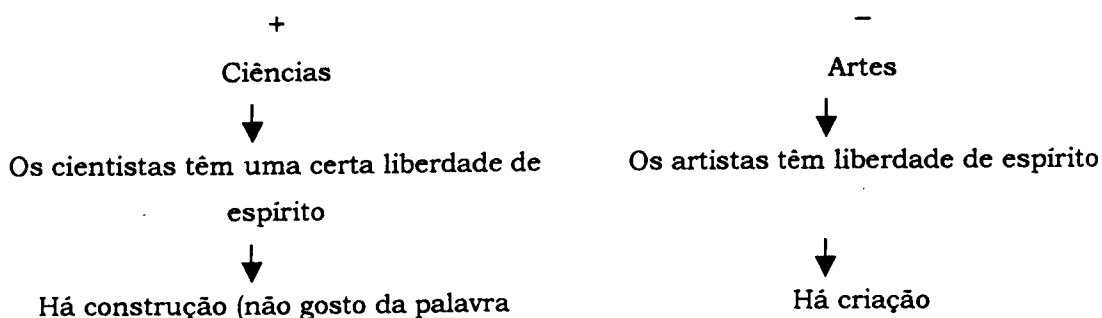 +
Ciências
Os cientistas têm uma certa liberdade de
espírito
Há construção (não gosto da palavra
–
Artes
Os artistas têm liberdade de espírito
Há criação